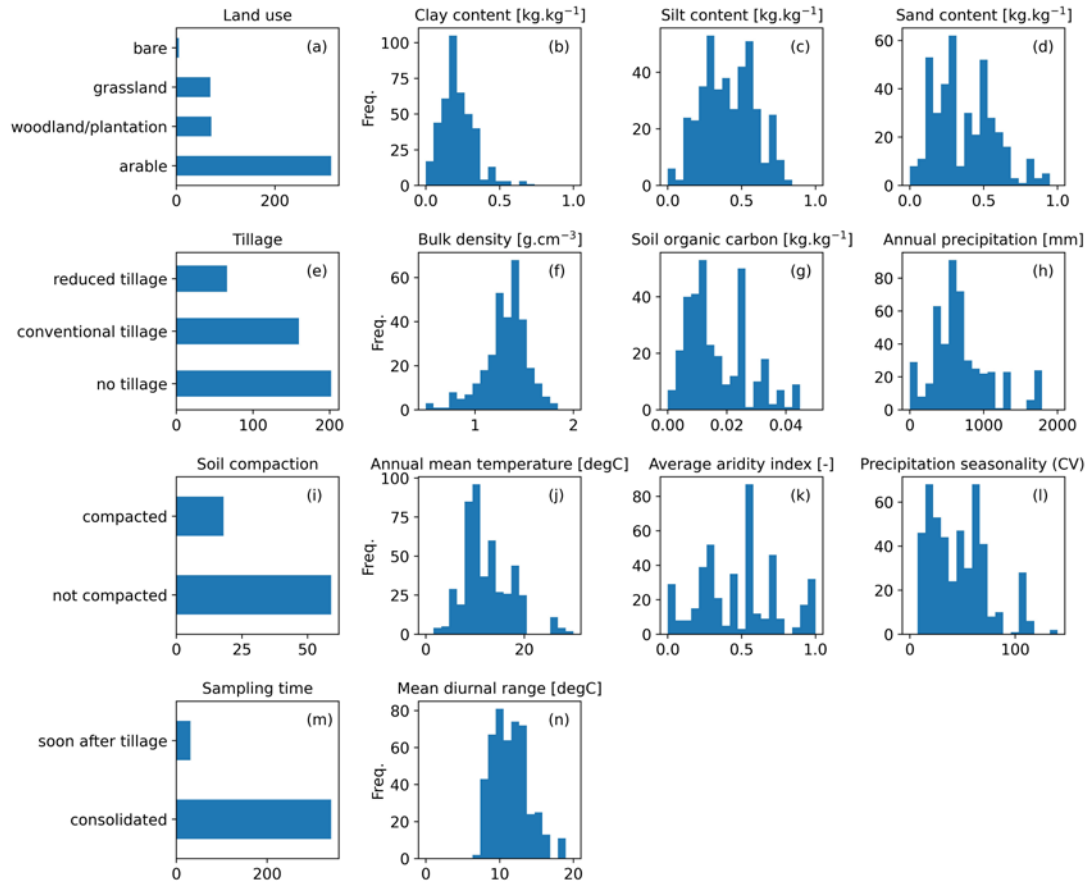 Land use
(a)
bare
grassland
woodland/plantation
arable
0 200
Clay content [kg.kg⁻¹]
(b)
Freq.
100
75
50
25
0
0.0 0.5 1.0
Silt content [kg.kg⁻¹]
(c)
40
20
0
0.0 0.5 1.0
Sand content [kg.kg⁻¹]
(d)
60
40
20
0
0.0 0.5 1.0
Tillage
(e)
reduced tillage
conventional tillage
no tillage
0 100 200
Bulk density [g.cm⁻³]
(f)
Freq.
60
40
20
0
1 2
Soil organic carbon [kg.kg⁻¹]
(g)
40
20
0
0.00 0.02 0.04
Annual precipitation [mm]
(h)
80
60
40
20
0
0 1000 2000
Soil compaction
(i)
compacted
not compacted
0 25 50
Annual mean temperature [degC]
(j)
Freq.
100
75
50
25
0
0 20
Average aridity index [-]
(k)
80
60
40
20
0
0.0 0.5 1.0
Precipitation seasonality (CV)
(l)
60
40
20
0
0 100
Sampling time
(m)
soon after tillage
consolidated
0 200
Mean diurnal range [degC]
(n)
Freq.
80
60
40
20
0
0 10 20